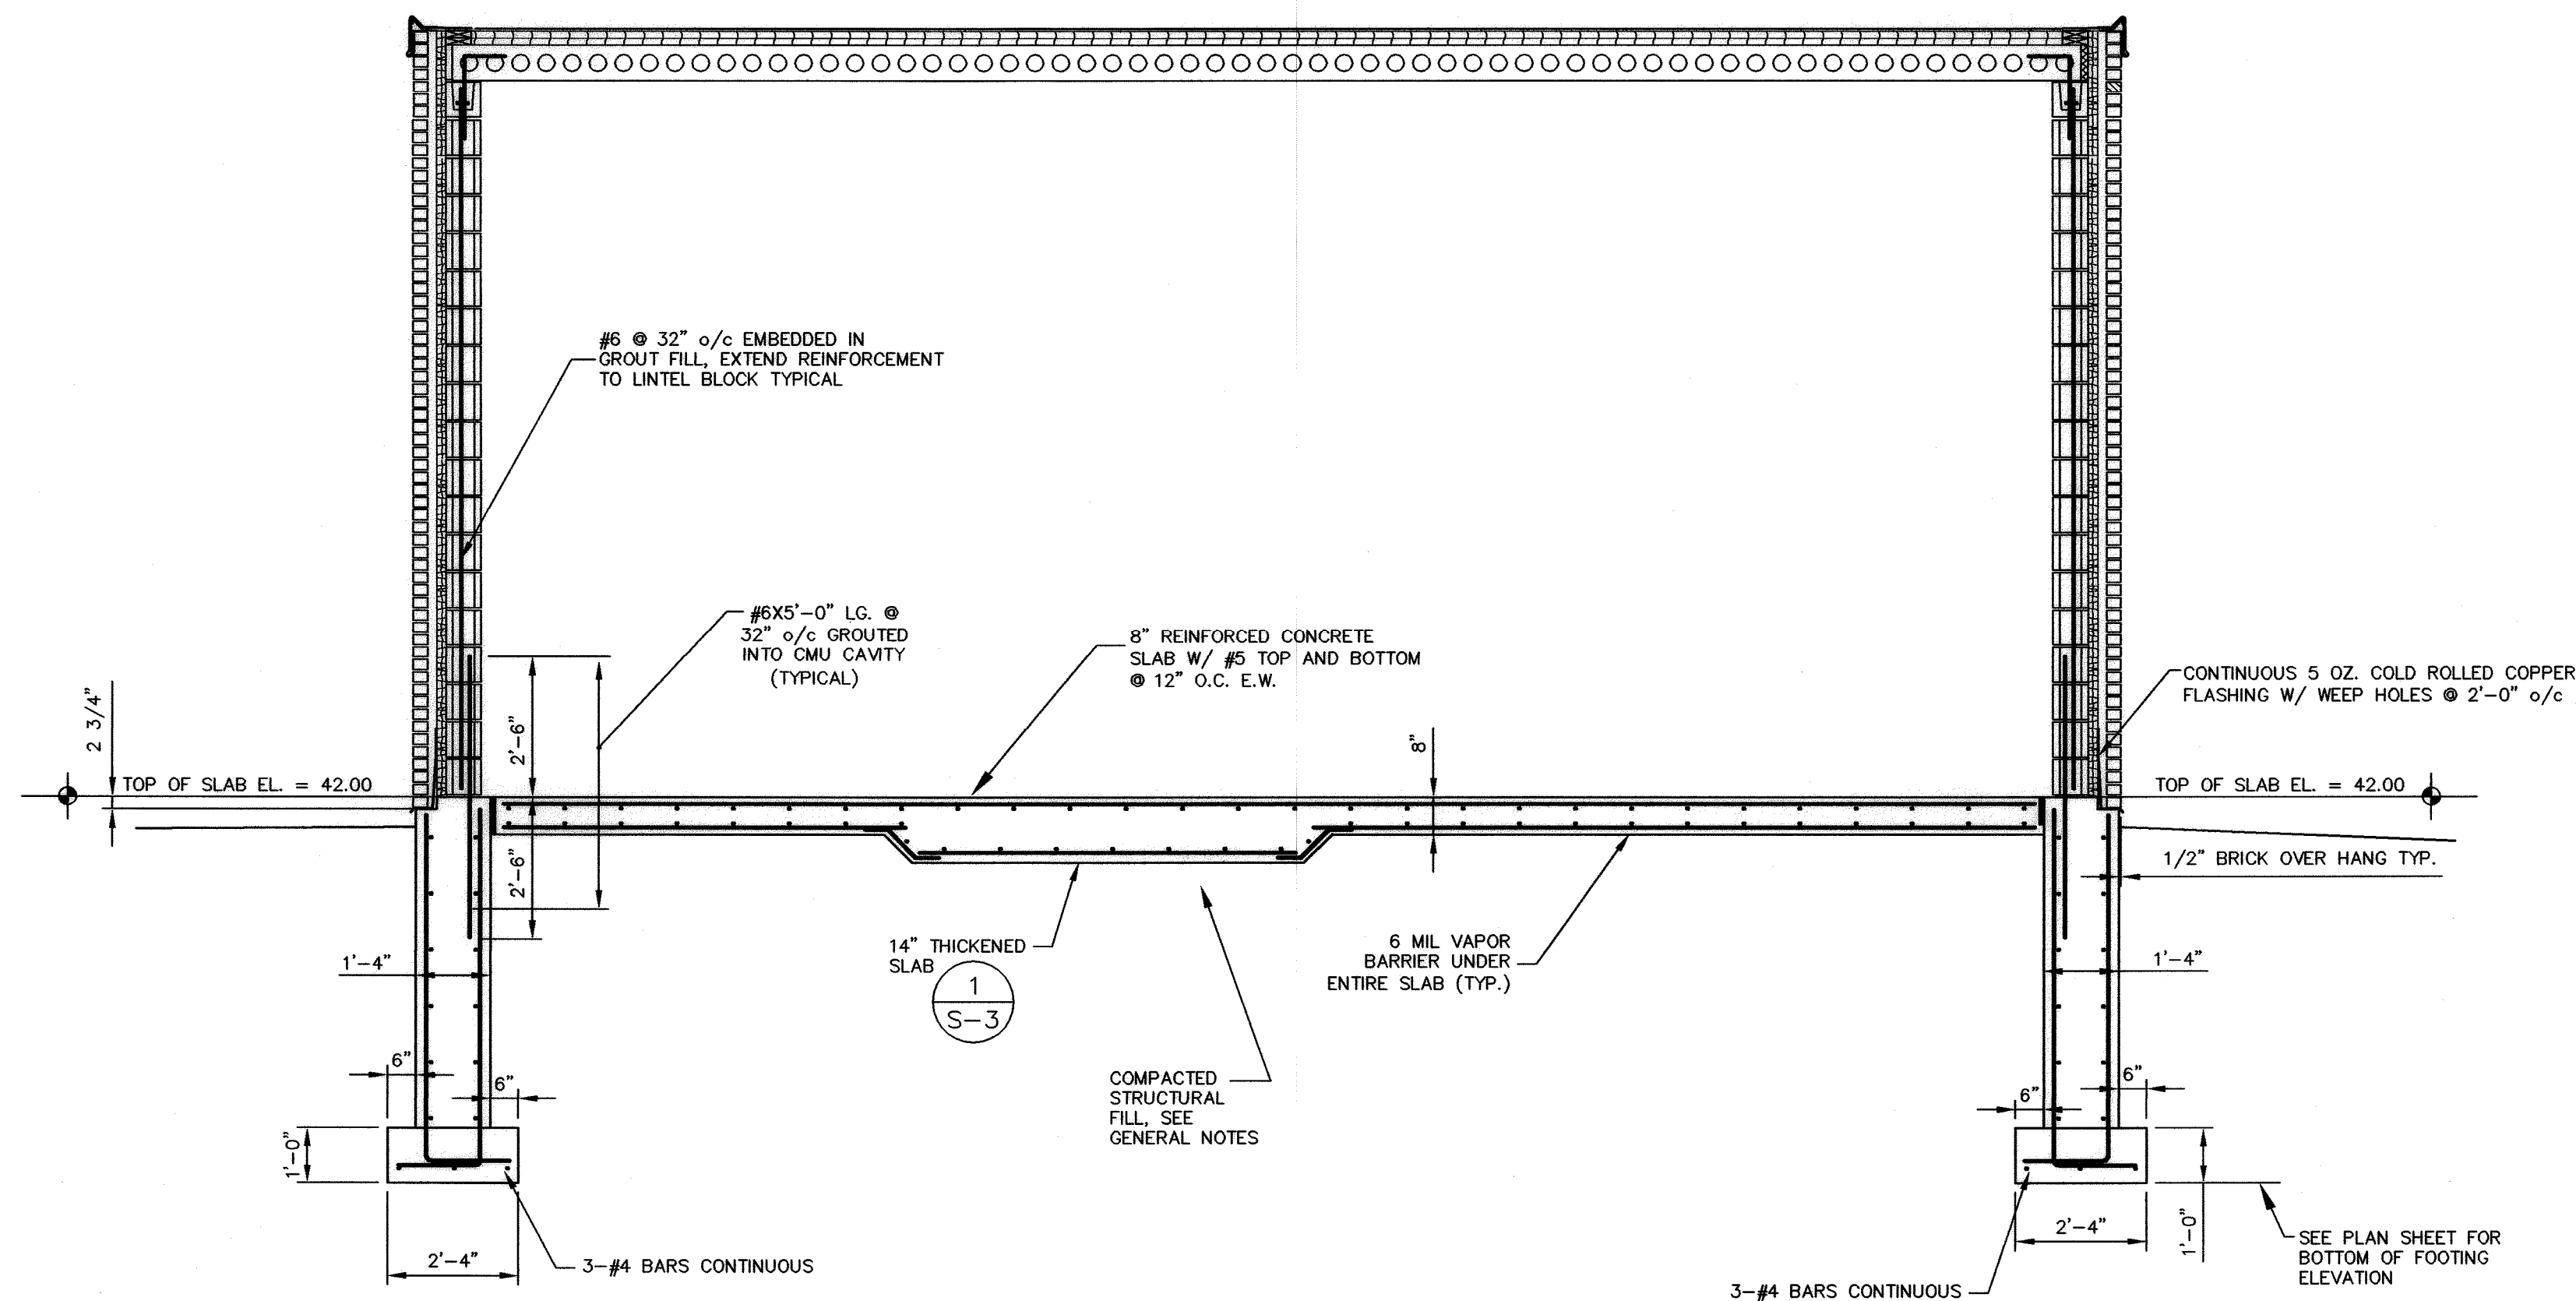 #6 @ 32" o/c EMBEDDED IN
GROUT FILL, EXTEND REINFORCEMENT
TO LINTEL BLOCK TYPICAL
#6X5'-0" LG. @
32" o/c GROUTED
INTO CMU CAVITY
(TYPICAL)
8" REINFORCED CONCRETE
SLAB W/ #5 TOP AND BOTTOM
@ 12" O.C. E.W.
CONTINUOUS 5 OZ. COLD ROLLED COPPER
FLASHING W/ WEEP HOLES @ 2'-0" o/c
2 3/4"
2'-6"
8"
TOP OF SLAB EL. = 42.00
TOP OF SLAB EL. = 42.00
2'-6"
1/2" BRICK OVER HANG TYP.
14" THICKENED
SLAB
1
S-3
6 MIL VAPOR
BARRIER UNDER
ENTIRE SLAB (TYP.)
1'-4"
1'-4"
COMPACTED
STRUCTURAL
FILL, SEE
GENERAL NOTES
6"
6"
6"
6"
1'-0"
1'-0"
2'-4"
2'-4"
3-#4 BARS CONTINUOUS
3-#4 BARS CONTINUOUS
SEE PLAN SHEET FOR
BOTTOM OF FOOTING
ELEVATION